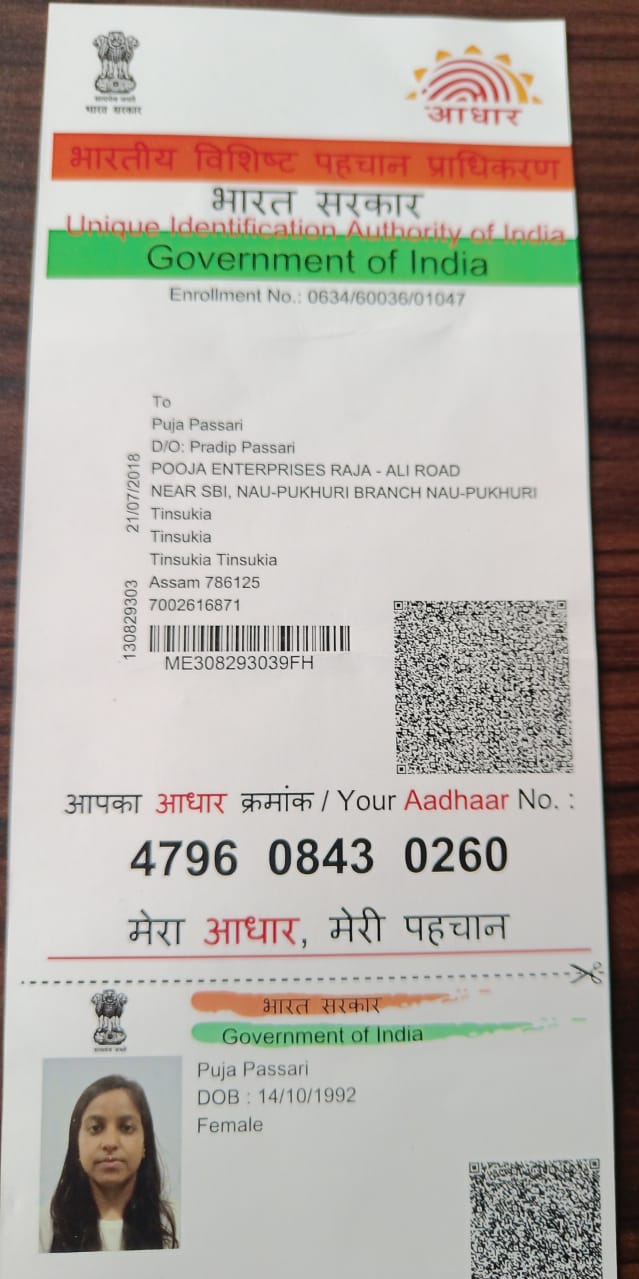 भारत सरकार
आधार
भारतीय विशिष्ट पहचान प्राधिकरण
भारत सरकार
Unique Identification Authority of India
Government of India
Enrollment No.: 0634/60036/01047
To
Puja Passari
D/O: Pradip Passari
POOJA ENTERPRISES RAJA - ALI ROAD
NEAR SBI, NAU-PUKHURI BRANCH NAU-PUKHURI
Tinsukia
Tinsukia
Tinsukia Tinsukia
Assam 786125
7002616871
21/07/2018
130829303
ME308293039FH
आपका आधार क्रमांक / Your Aadhaar No. :
4796 0843 0260
मेरा आधार, मेरी पहचान
भारत सरकार
Government of India
Puja Passari
DOB : 14/10/1992
Female